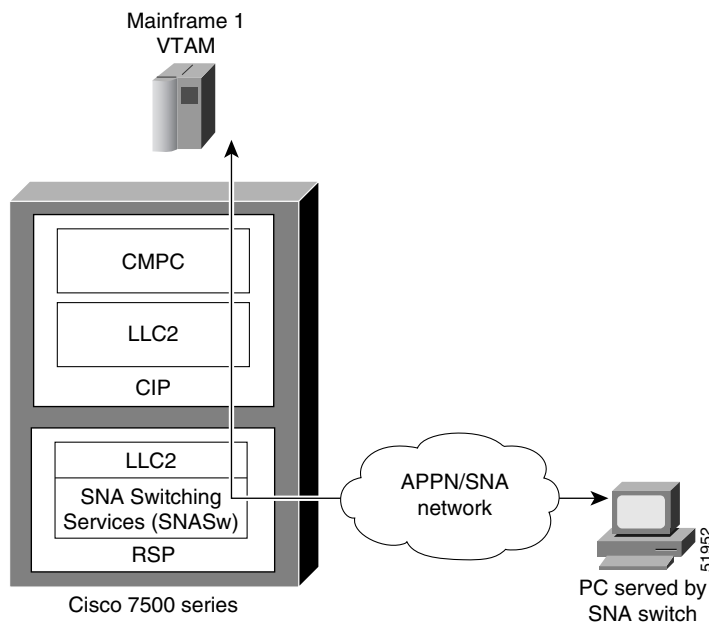 Mainframe 1
VTAM
CMPC
LLC2
CIP
LLC2
SNA Switching
Services (SNASw)
RSP
Cisco 7500 series
APPN/SNA
network
PC served by
SNA switch
51952